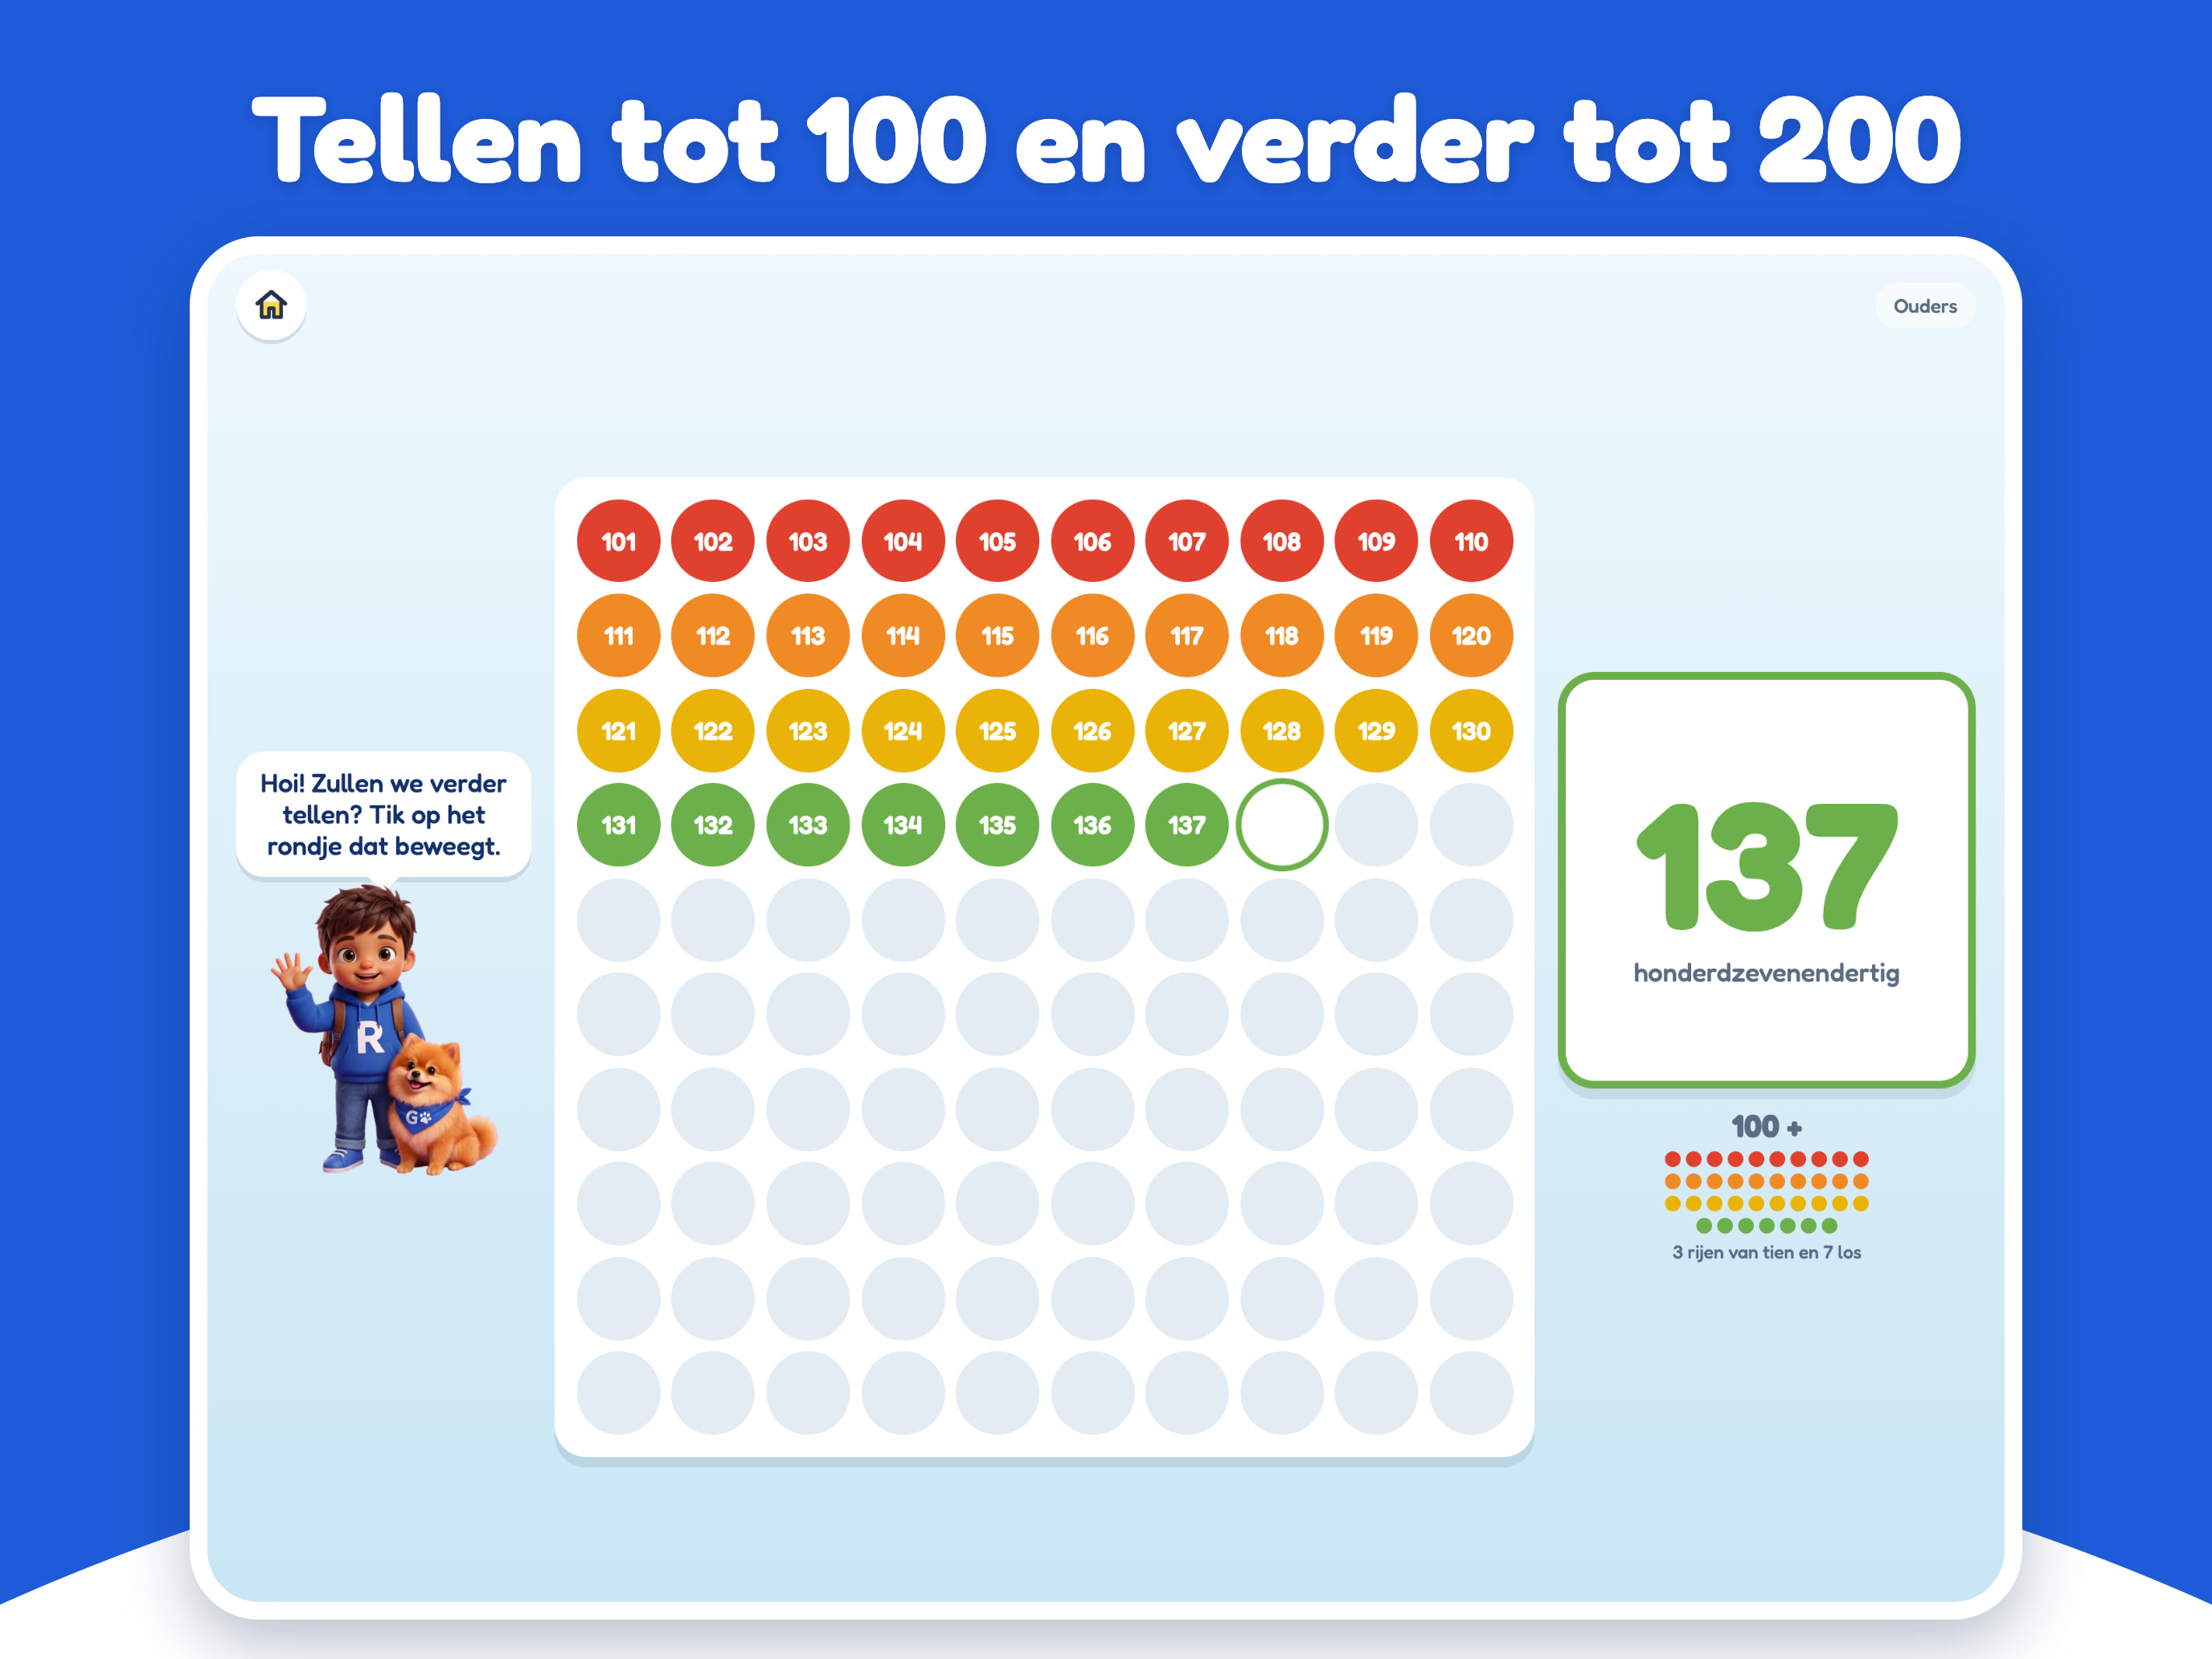 Tellen tot 100 en verder tot 200
Ouders
101 102 103 104 105 106 107 108 109 110
111 112 113 114 115 116 117 118 119 120
121 122 123 124 125 126 127 128 129 130
131 132 133 134 135 136 137
Hoi! Zullen we verder
tellen? Tik op het
rondje dat beweegt.
R
G
137
honderdzevenendertig
100 +
3 rijen van tien en 7 los